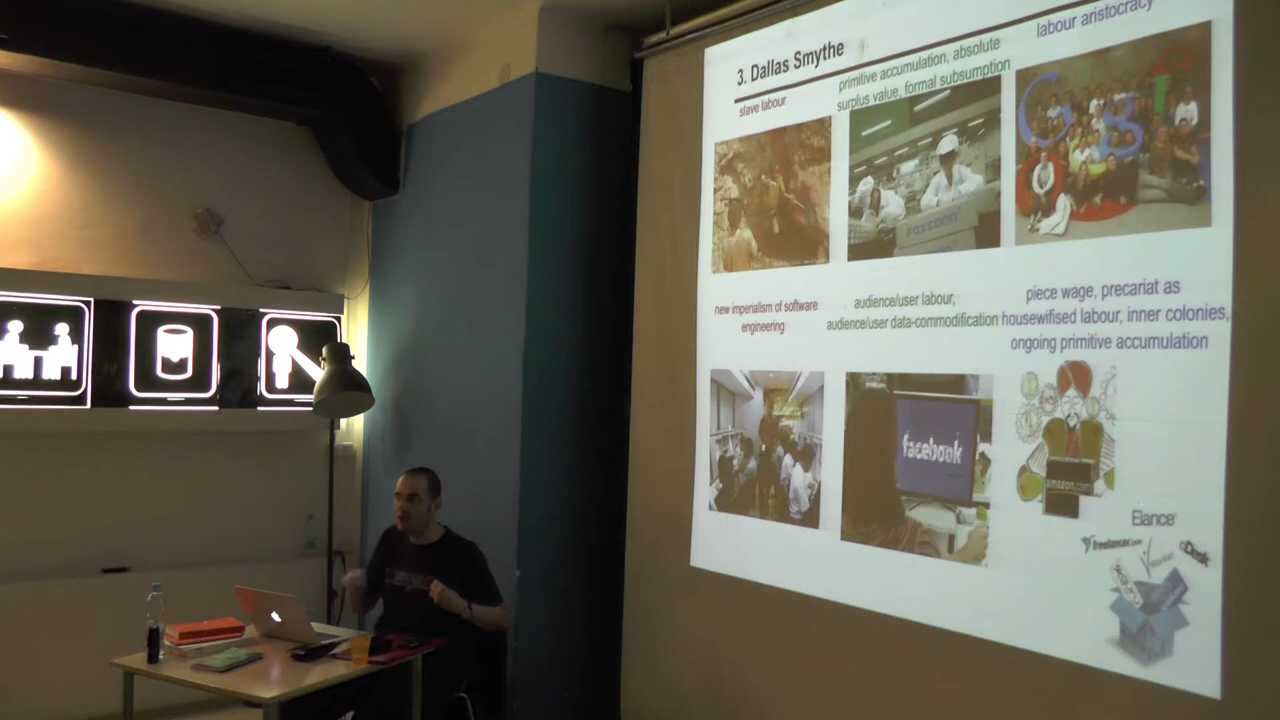 3. Dallas Smythe
slave labour
primitive accumulation, absolute
surplus value, formal subsumption
labour aristocracy
FOXCONN
new imperialism of software
engineering
audience/user labour,
audience/user data-commodification
piece wage, precariat as
housewifised labour, inner colonies,
ongoing primitive accumulation
facebook
amazon.com
Elance
freelancer.com
oDesk